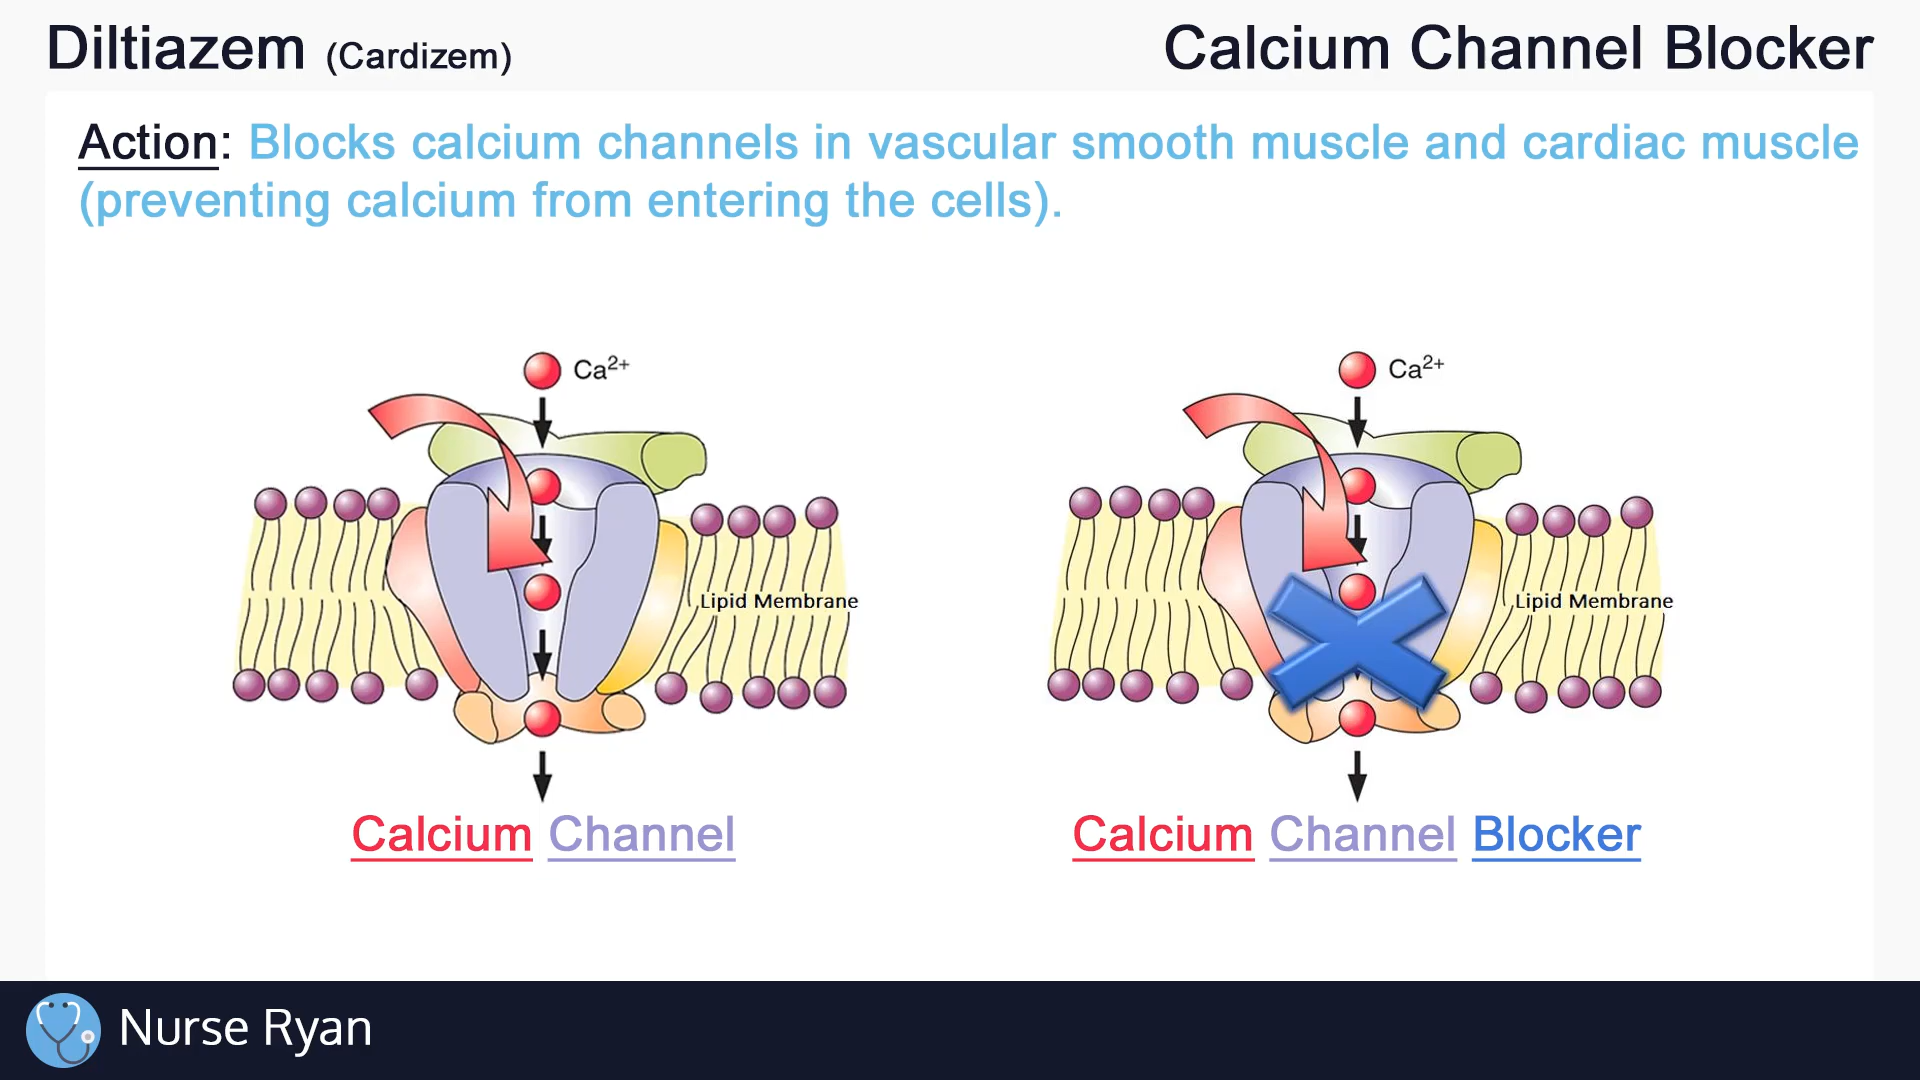 Diltiazem (Cardizem)
Calcium Channel Blocker
Action: Blocks calcium channels in vascular smooth muscle and cardiac muscle
(preventing calcium from entering the cells).
Ca²⁺
Lipid Membrane
Calcium Channel
Ca²⁺
Lipid Membrane
Calcium Channel Blocker
Nurse Ryan